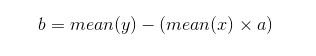 b = mean(y) − (mean(x) × a)